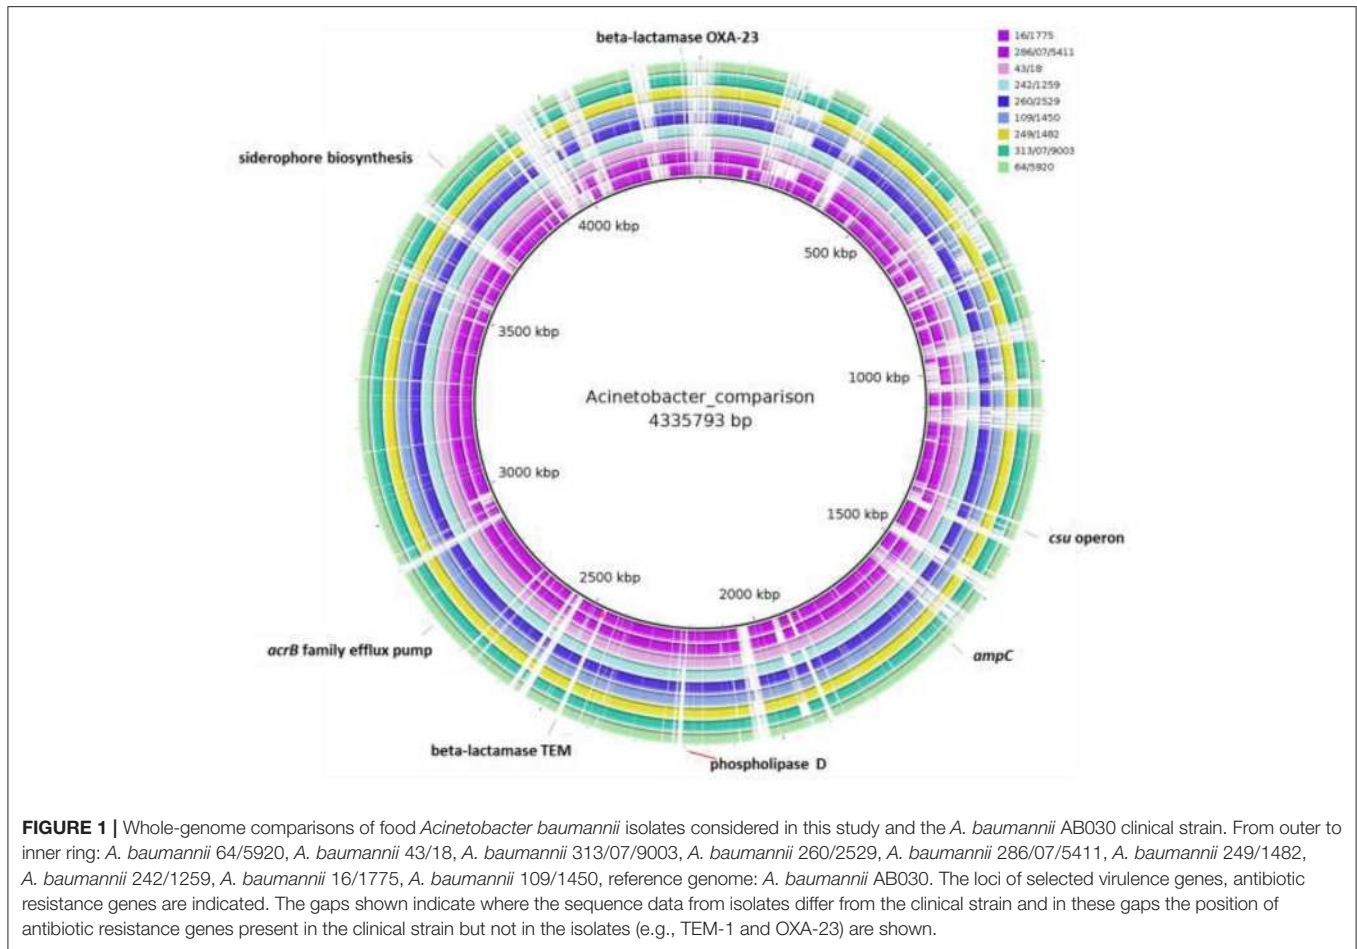 beta-lactamase OXA-23
16/1775
286/07/5411
43/18
242/1259
260/2529
109/1450
249/1482
313/07/9003
64/5920
siderophore biosynthesis
4000 kbp
500 kbp
3500 kbp
1000 kbp
Acinetobacter_comparison
4335793 bp
3000 kbp
1500 kbp
csu operon
2500 kbp
2000 kbp
acrB family efflux pump
ampC
beta-lactamase TEM
phospholipase D
FIGURE 1 | Whole-genome comparisons of food Acinetobacter baumannii isolates considered in this study and the A. baumannii AB030 clinical strain. From outer to
inner ring: A. baumannii 64/5920, A. baumannii 43/18, A. baumannii 313/07/9003, A. baumannii 260/2529, A. baumannii 286/07/5411, A. baumannii 249/1482,
A. baumannii 242/1259, A. baumannii 16/1775, A. baumannii 109/1450, reference genome: A. baumannii AB030. The loci of selected virulence genes, antibiotic
resistance genes are indicated. The gaps shown indicate where the sequence data from isolates differ from the clinical strain and in these gaps the position of
antibiotic resistance genes present in the clinical strain but not in the isolates (e.g., TEM-1 and OXA-23) are shown.